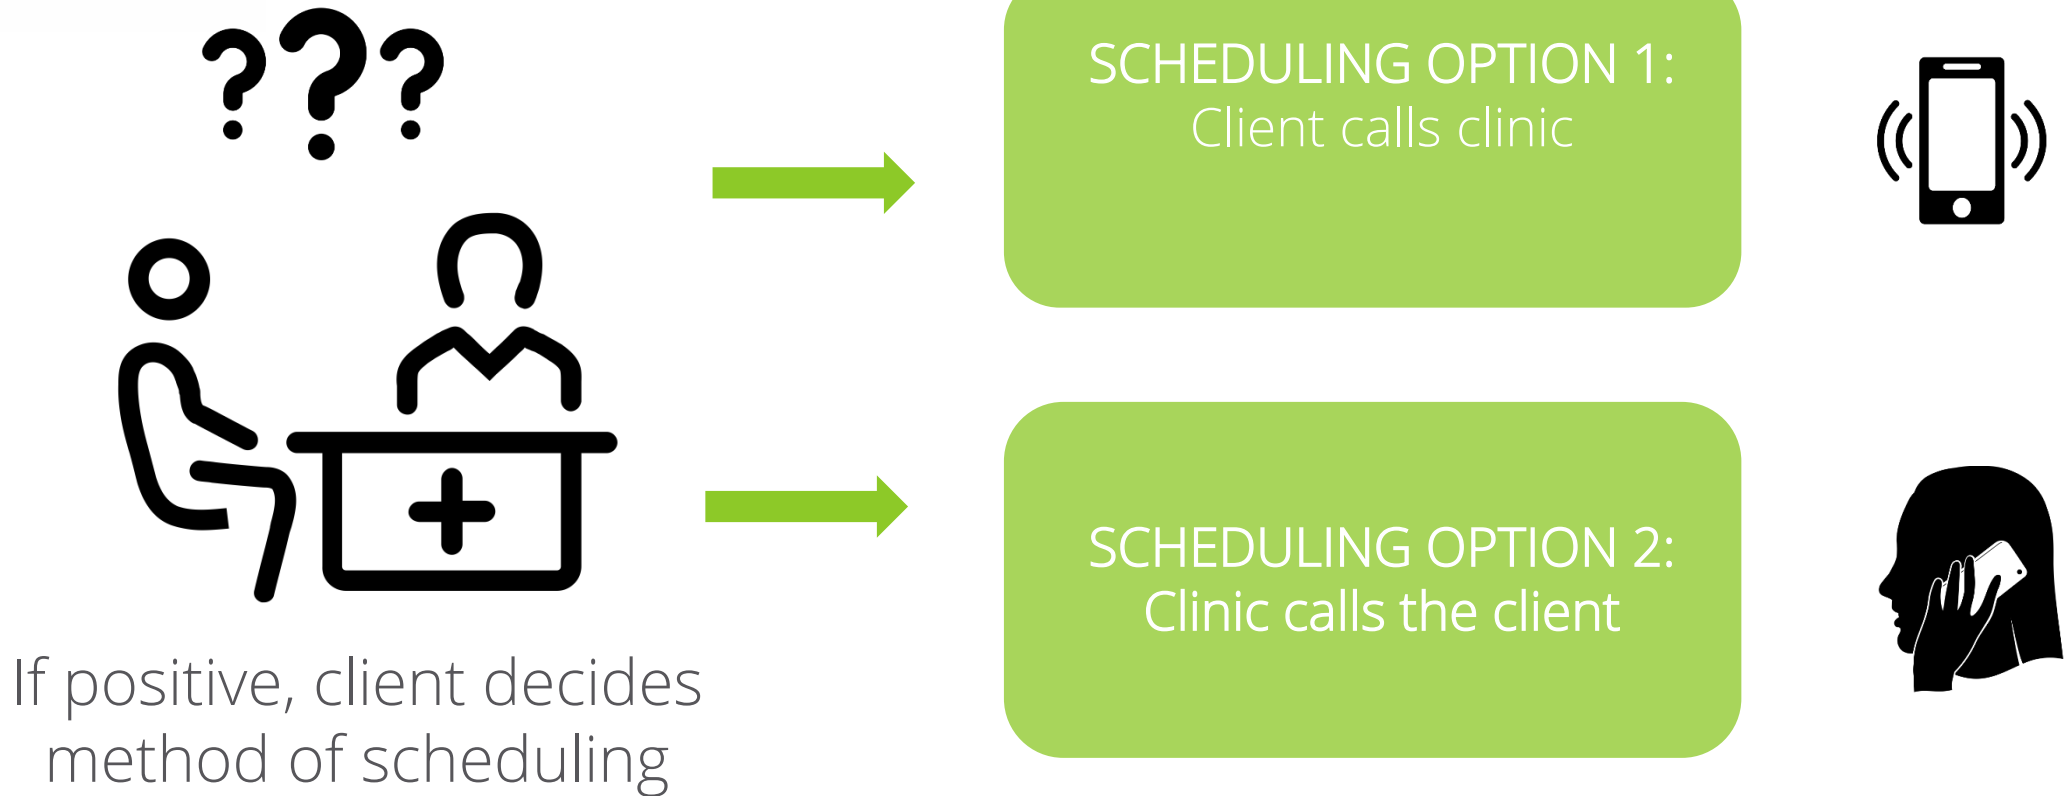 ???
If positive, client decides
method of scheduling
SCHEDULING OPTION 1:
Client calls clinic
SCHEDULING OPTION 2:
Clinic calls the client